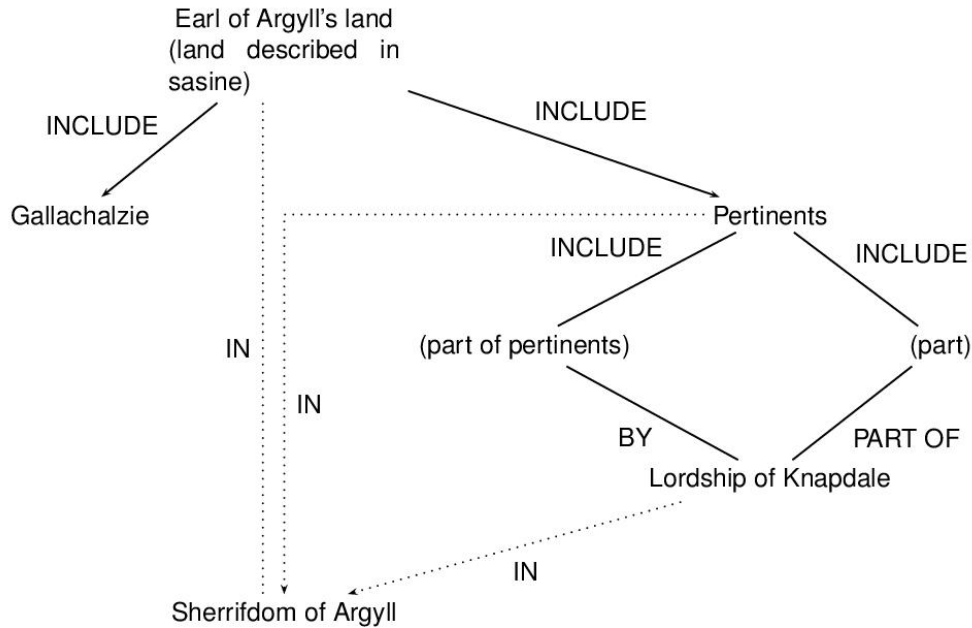 Earl of Argyll’s land
(land described in
sasine)
INCLUDE
INCLUDE
Gallachalzie
Pertinents
INCLUDE
INCLUDE
IN
(part of pertinents)
(part)
IN
BY
PART OF
Lordship of Knapdale
IN
Sherrifdom of Argyll